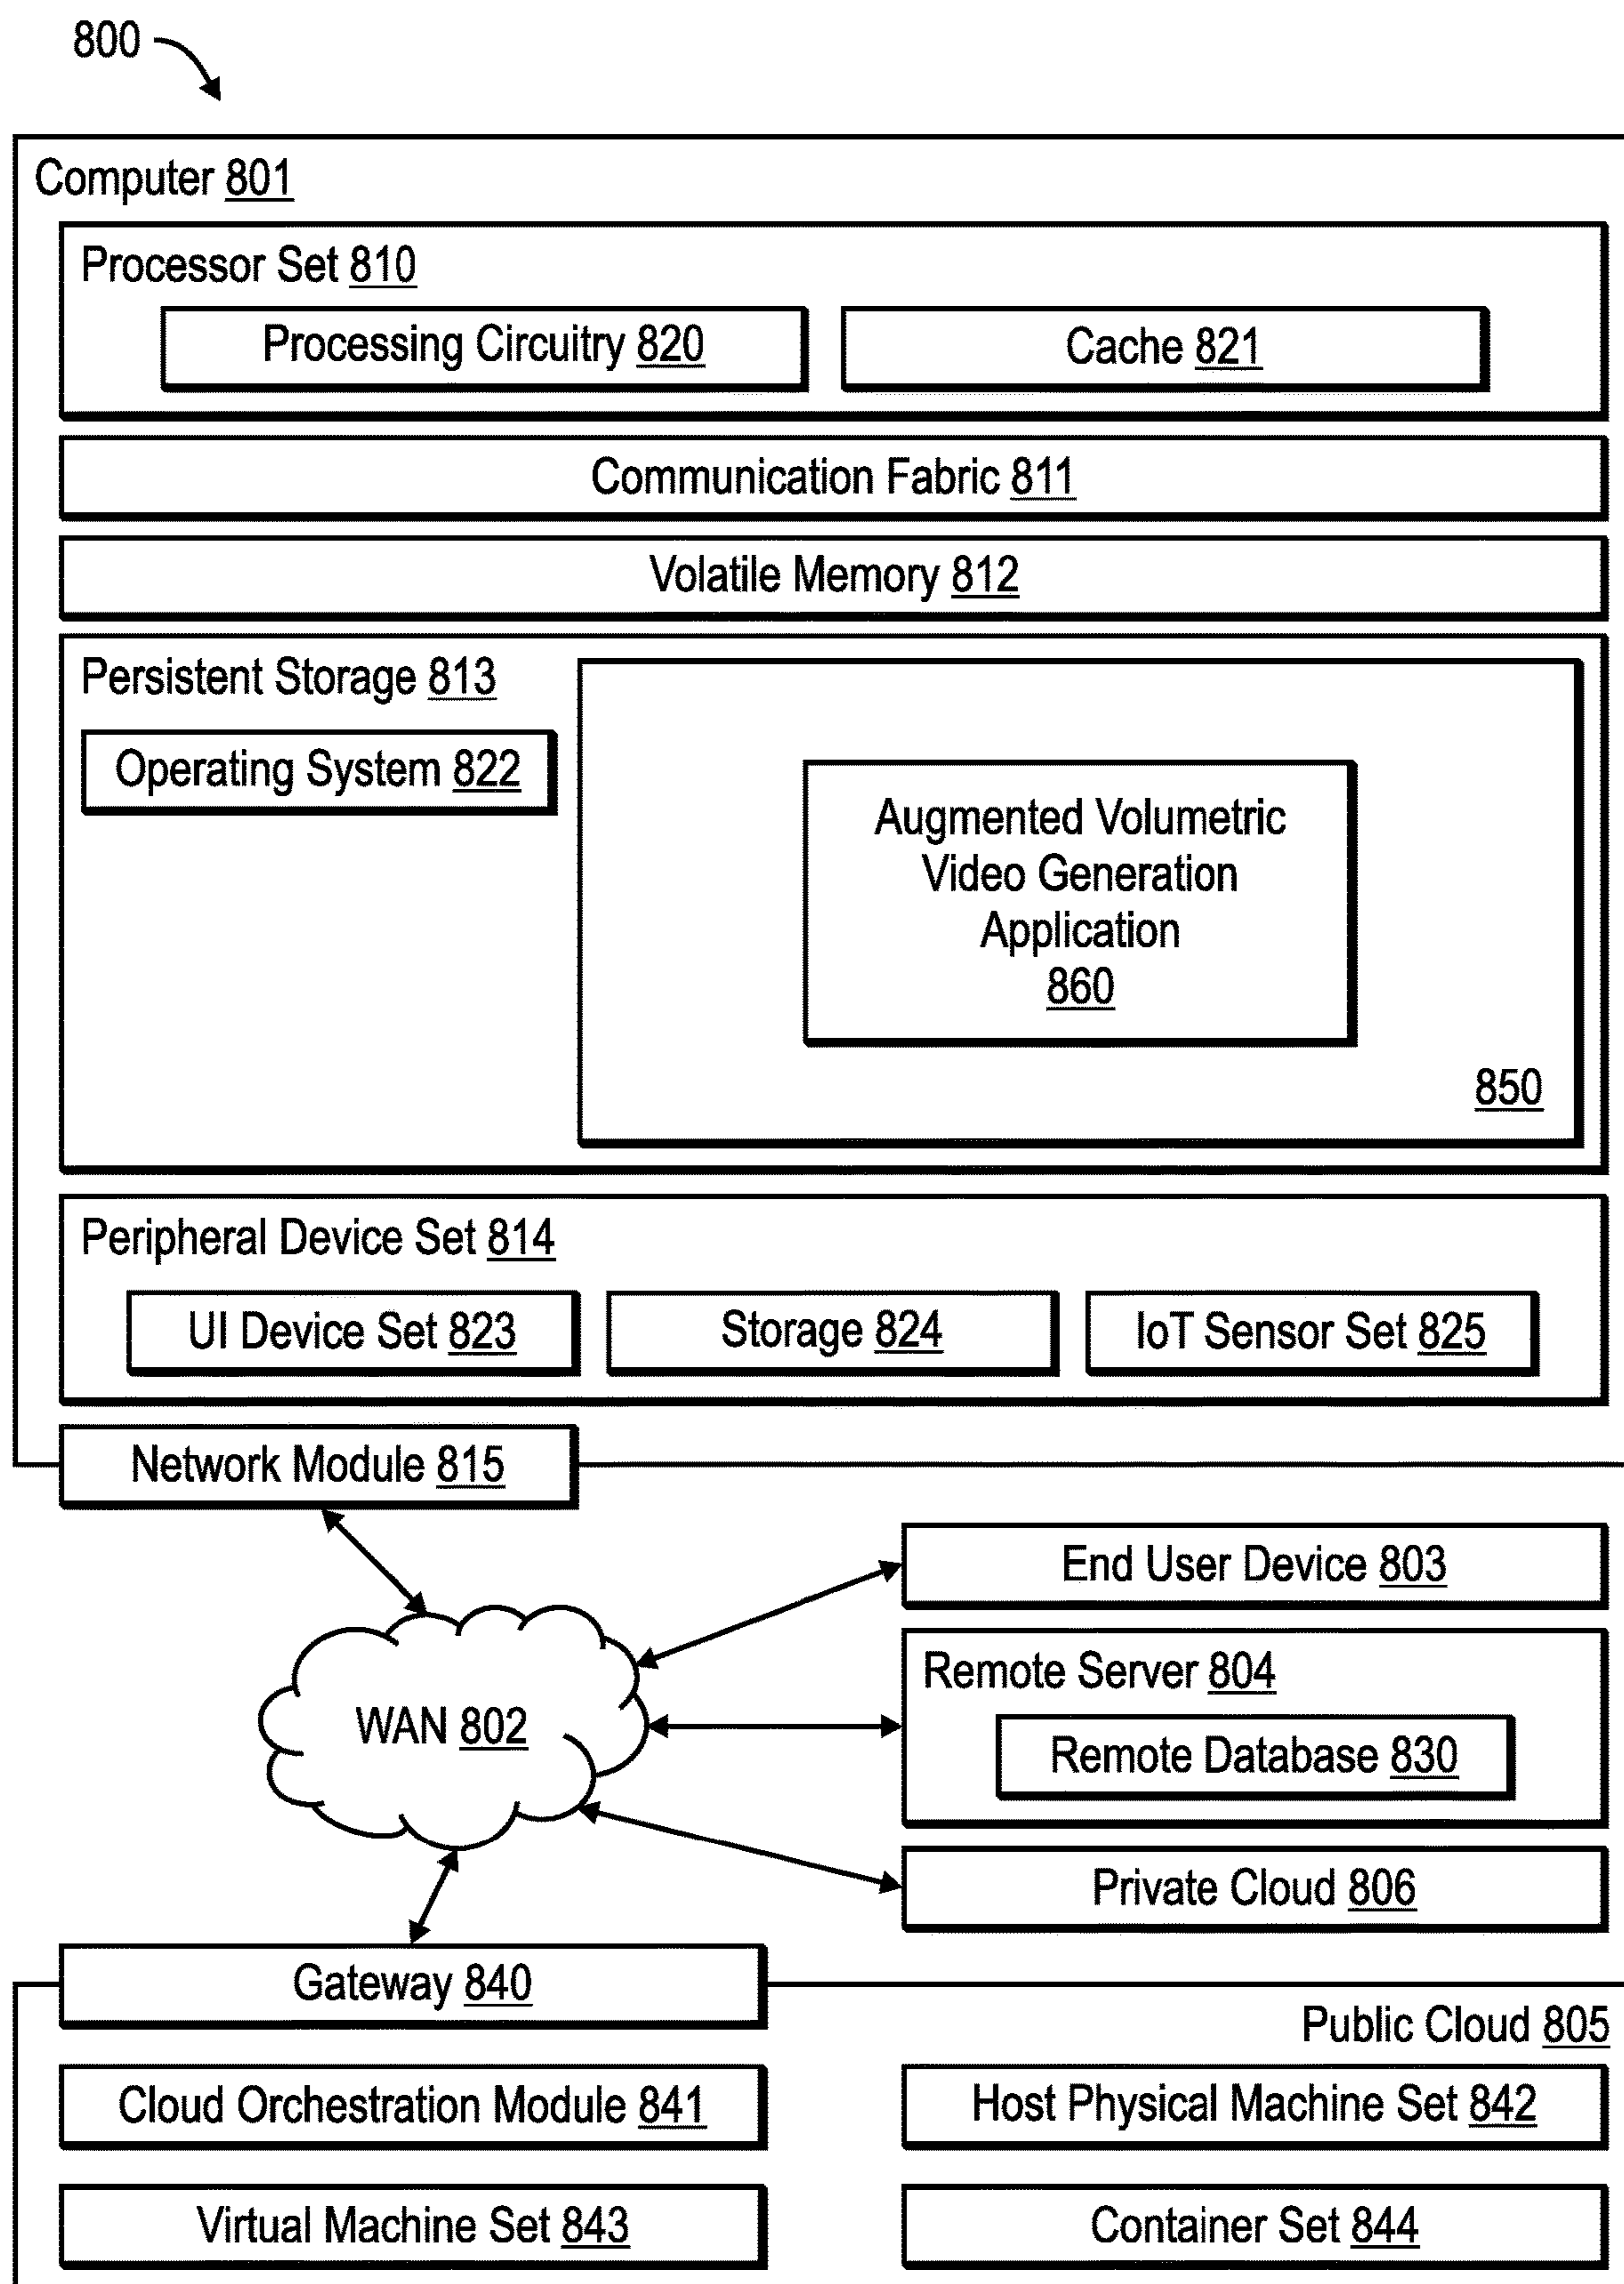 800
Computer 801
Processor Set 810
Processing Circuitry 820
Cache 821
Communication Fabric 811
Volatile Memory 812
Persistent Storage 813
Operating System 822
Augmented Volumetric
Video Generation
Application
860
850
Peripheral Device Set 814
UI Device Set 823
Storage 824
IoT Sensor Set 825
Network Module 815
End User Device 803
Remote Server 804
WAN 802
Remote Database 830
Private Cloud 806
Gateway 840
Public Cloud 805
Cloud Orchestration Module 841
Host Physical Machine Set 842
Virtual Machine Set 843
Container Set 844